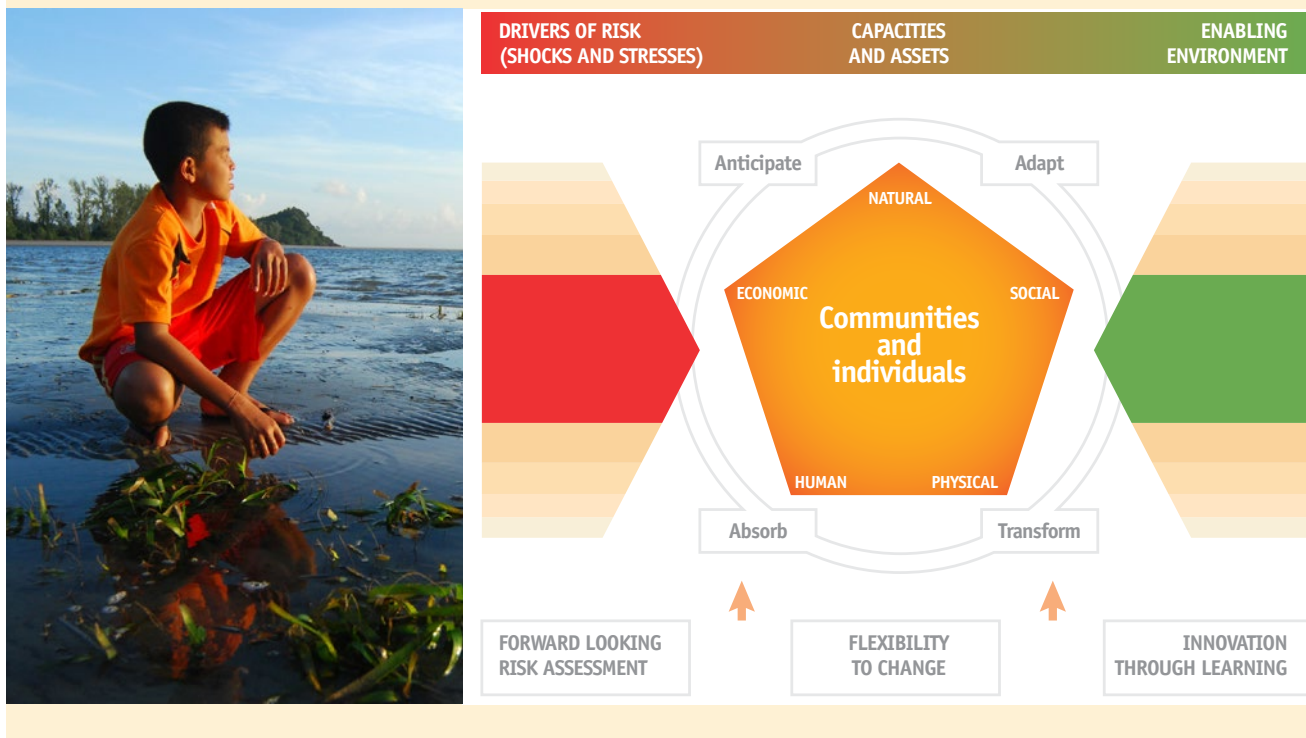 DRIVERS OF RISK
(SHOCKS AND STRESSES)
CAPACITIES
AND ASSETS
ENABLING
ENVIRONMENT
Anticipate
Adapt
NATURAL
ECONOMIC
SOCIAL
Communities
and
individuals
HUMAN
PHYSICAL
Absorb
Transform
FORWARD LOOKING
RISK ASSESSMENT
FLEXIBILITY
TO CHANGE
INNOVATION
THROUGH LEARNING